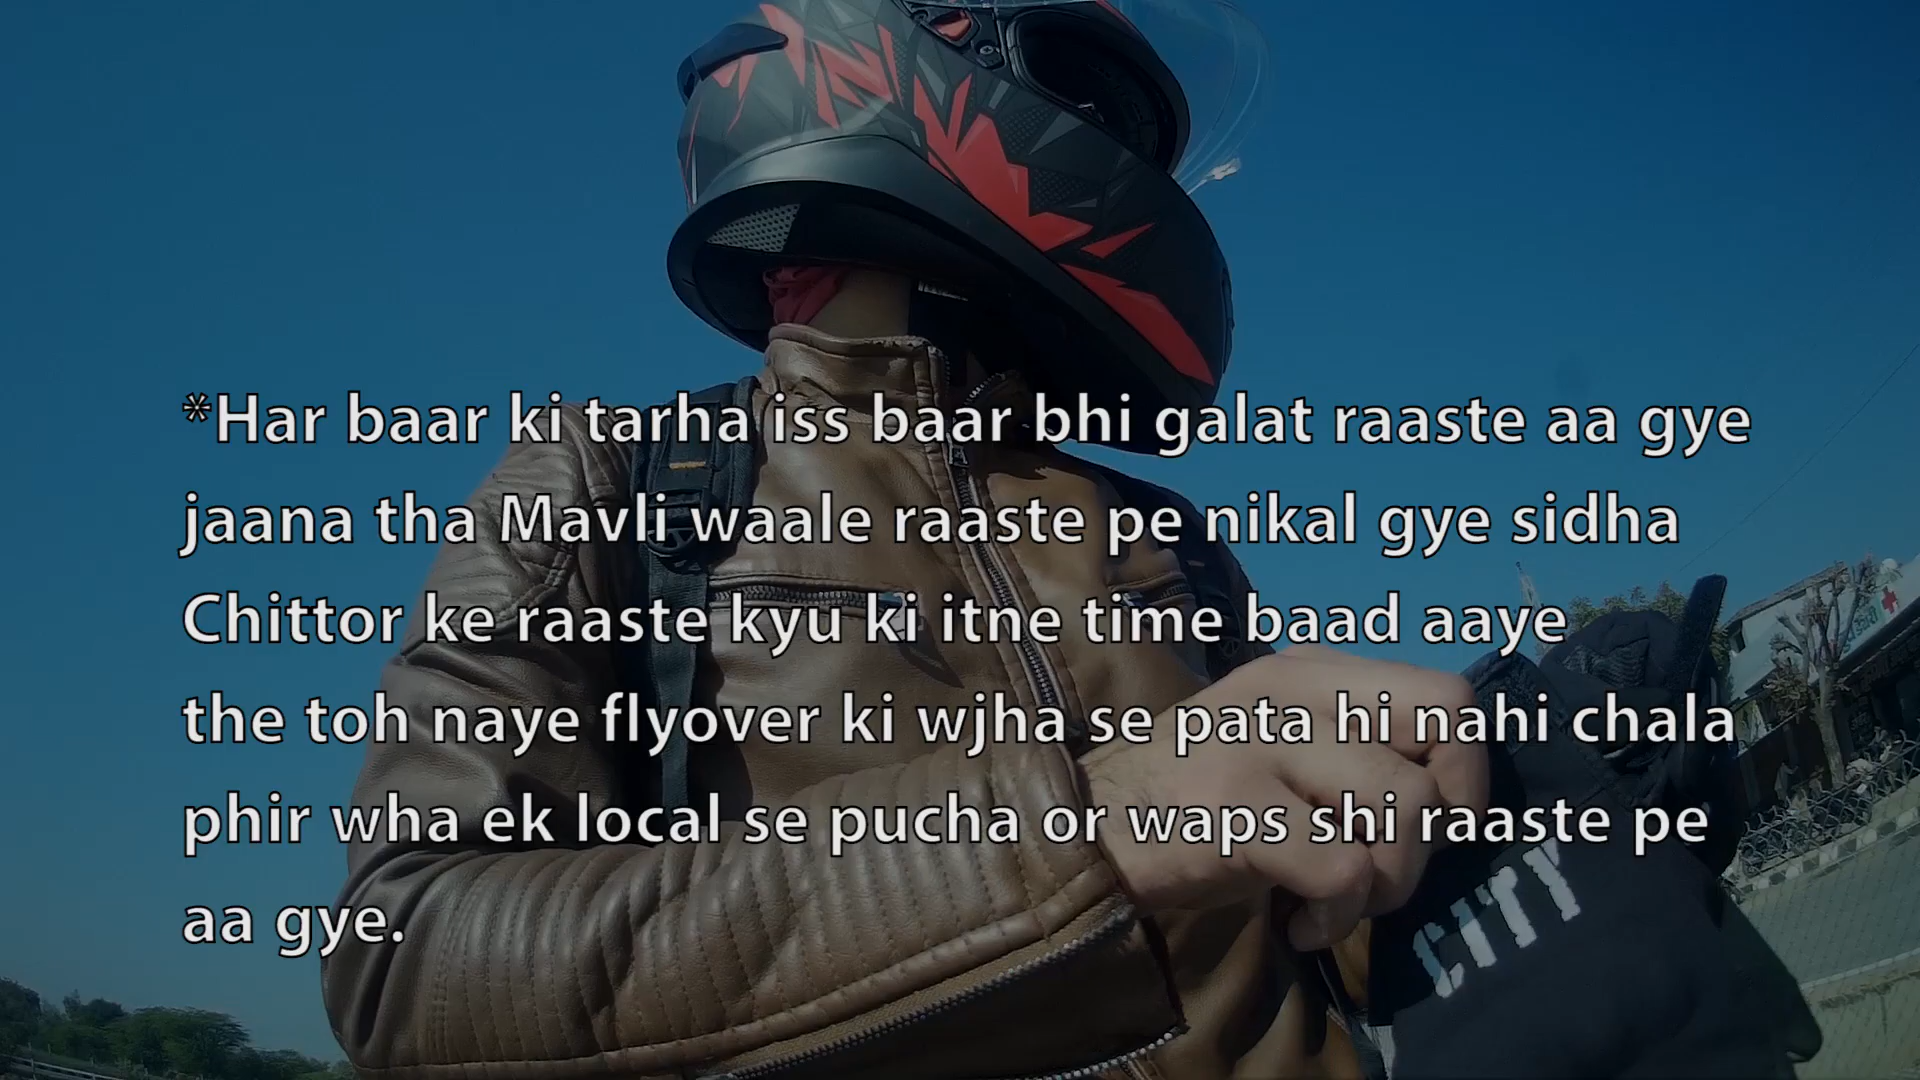 *Har baar ki tarha iss baar bhi galat raaste aa gye
jaana tha Mavli waale raaste pe nikal gye sidha
Chittor ke raaste kyu ki itne time baad aaye
the toh naye flyover ki wjha se pata hi nahi chala
phir wha ek local se pucha or waps shi raaste pe
aa gye.
CITY